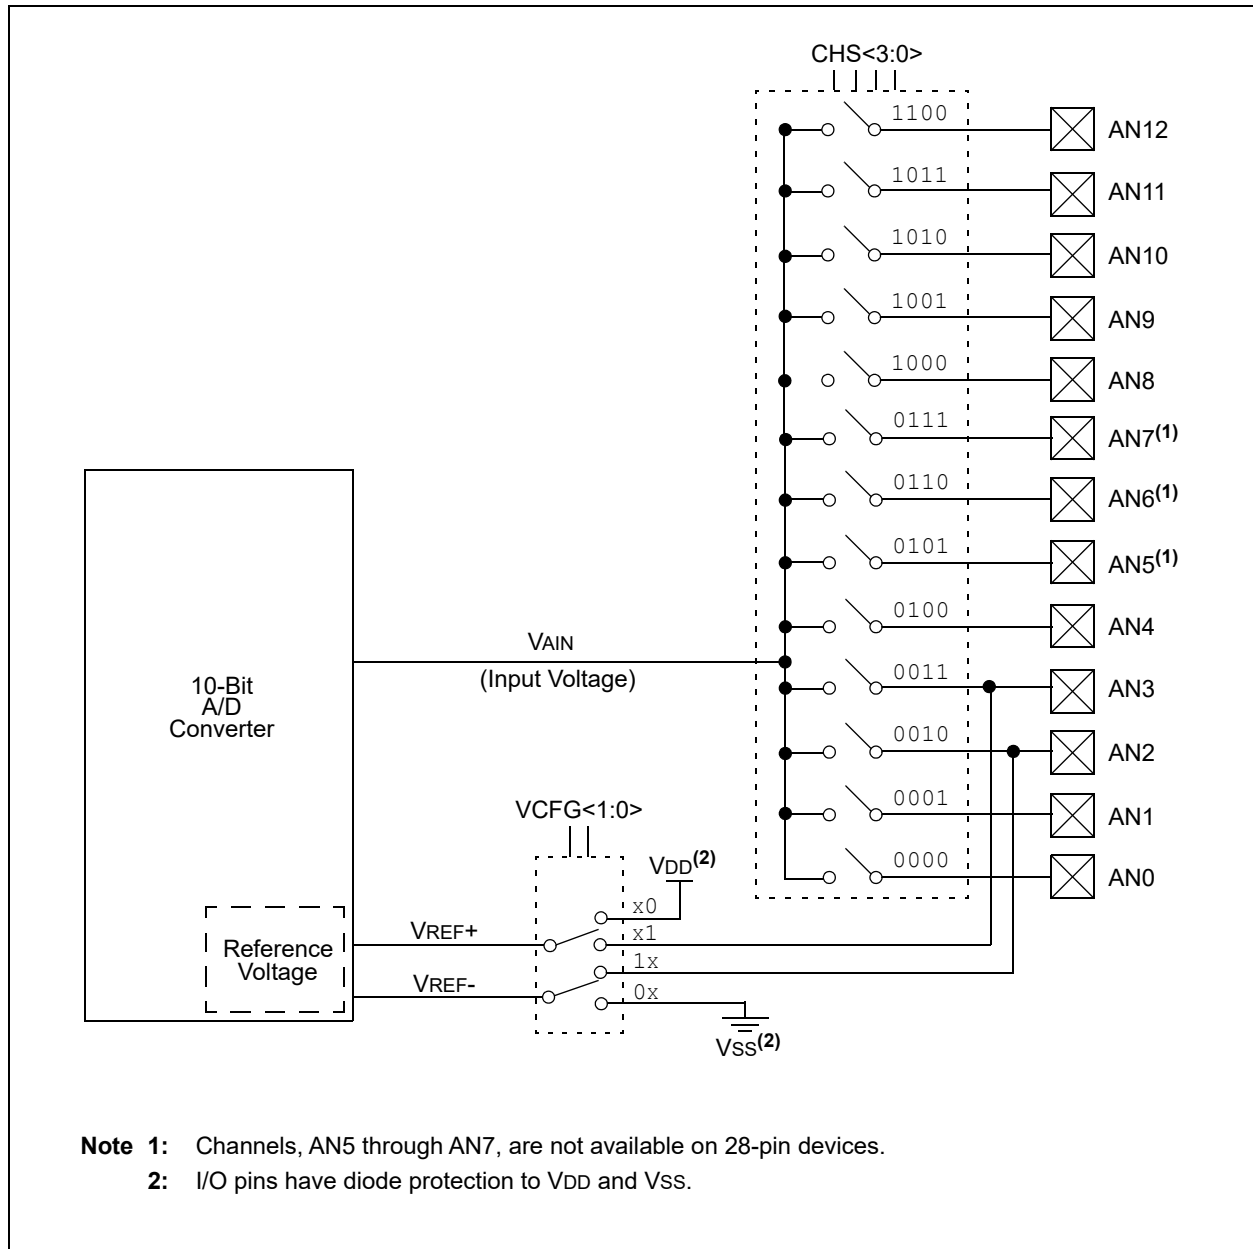 CHS<3:0>
1100 AN12
1011 AN11
1010 AN10
1001 AN9
1000 AN8
0111 AN7(1)
0110 AN6(1)
0101 AN5(1)
0100 AN4
VAIN
(Input Voltage)
0011 AN3
10-Bit
A/D
Converter
0010 AN2
0001 AN1
VCFG<1:0>
0000 AN0
VDD(2)
x0
VREF+
x1
Reference
Voltage
1x
VREF-
0x
VSS(2)
Note 1: Channels, AN5 through AN7, are not available on 28-pin devices.
2: I/O pins have diode protection to VDD and VSS.